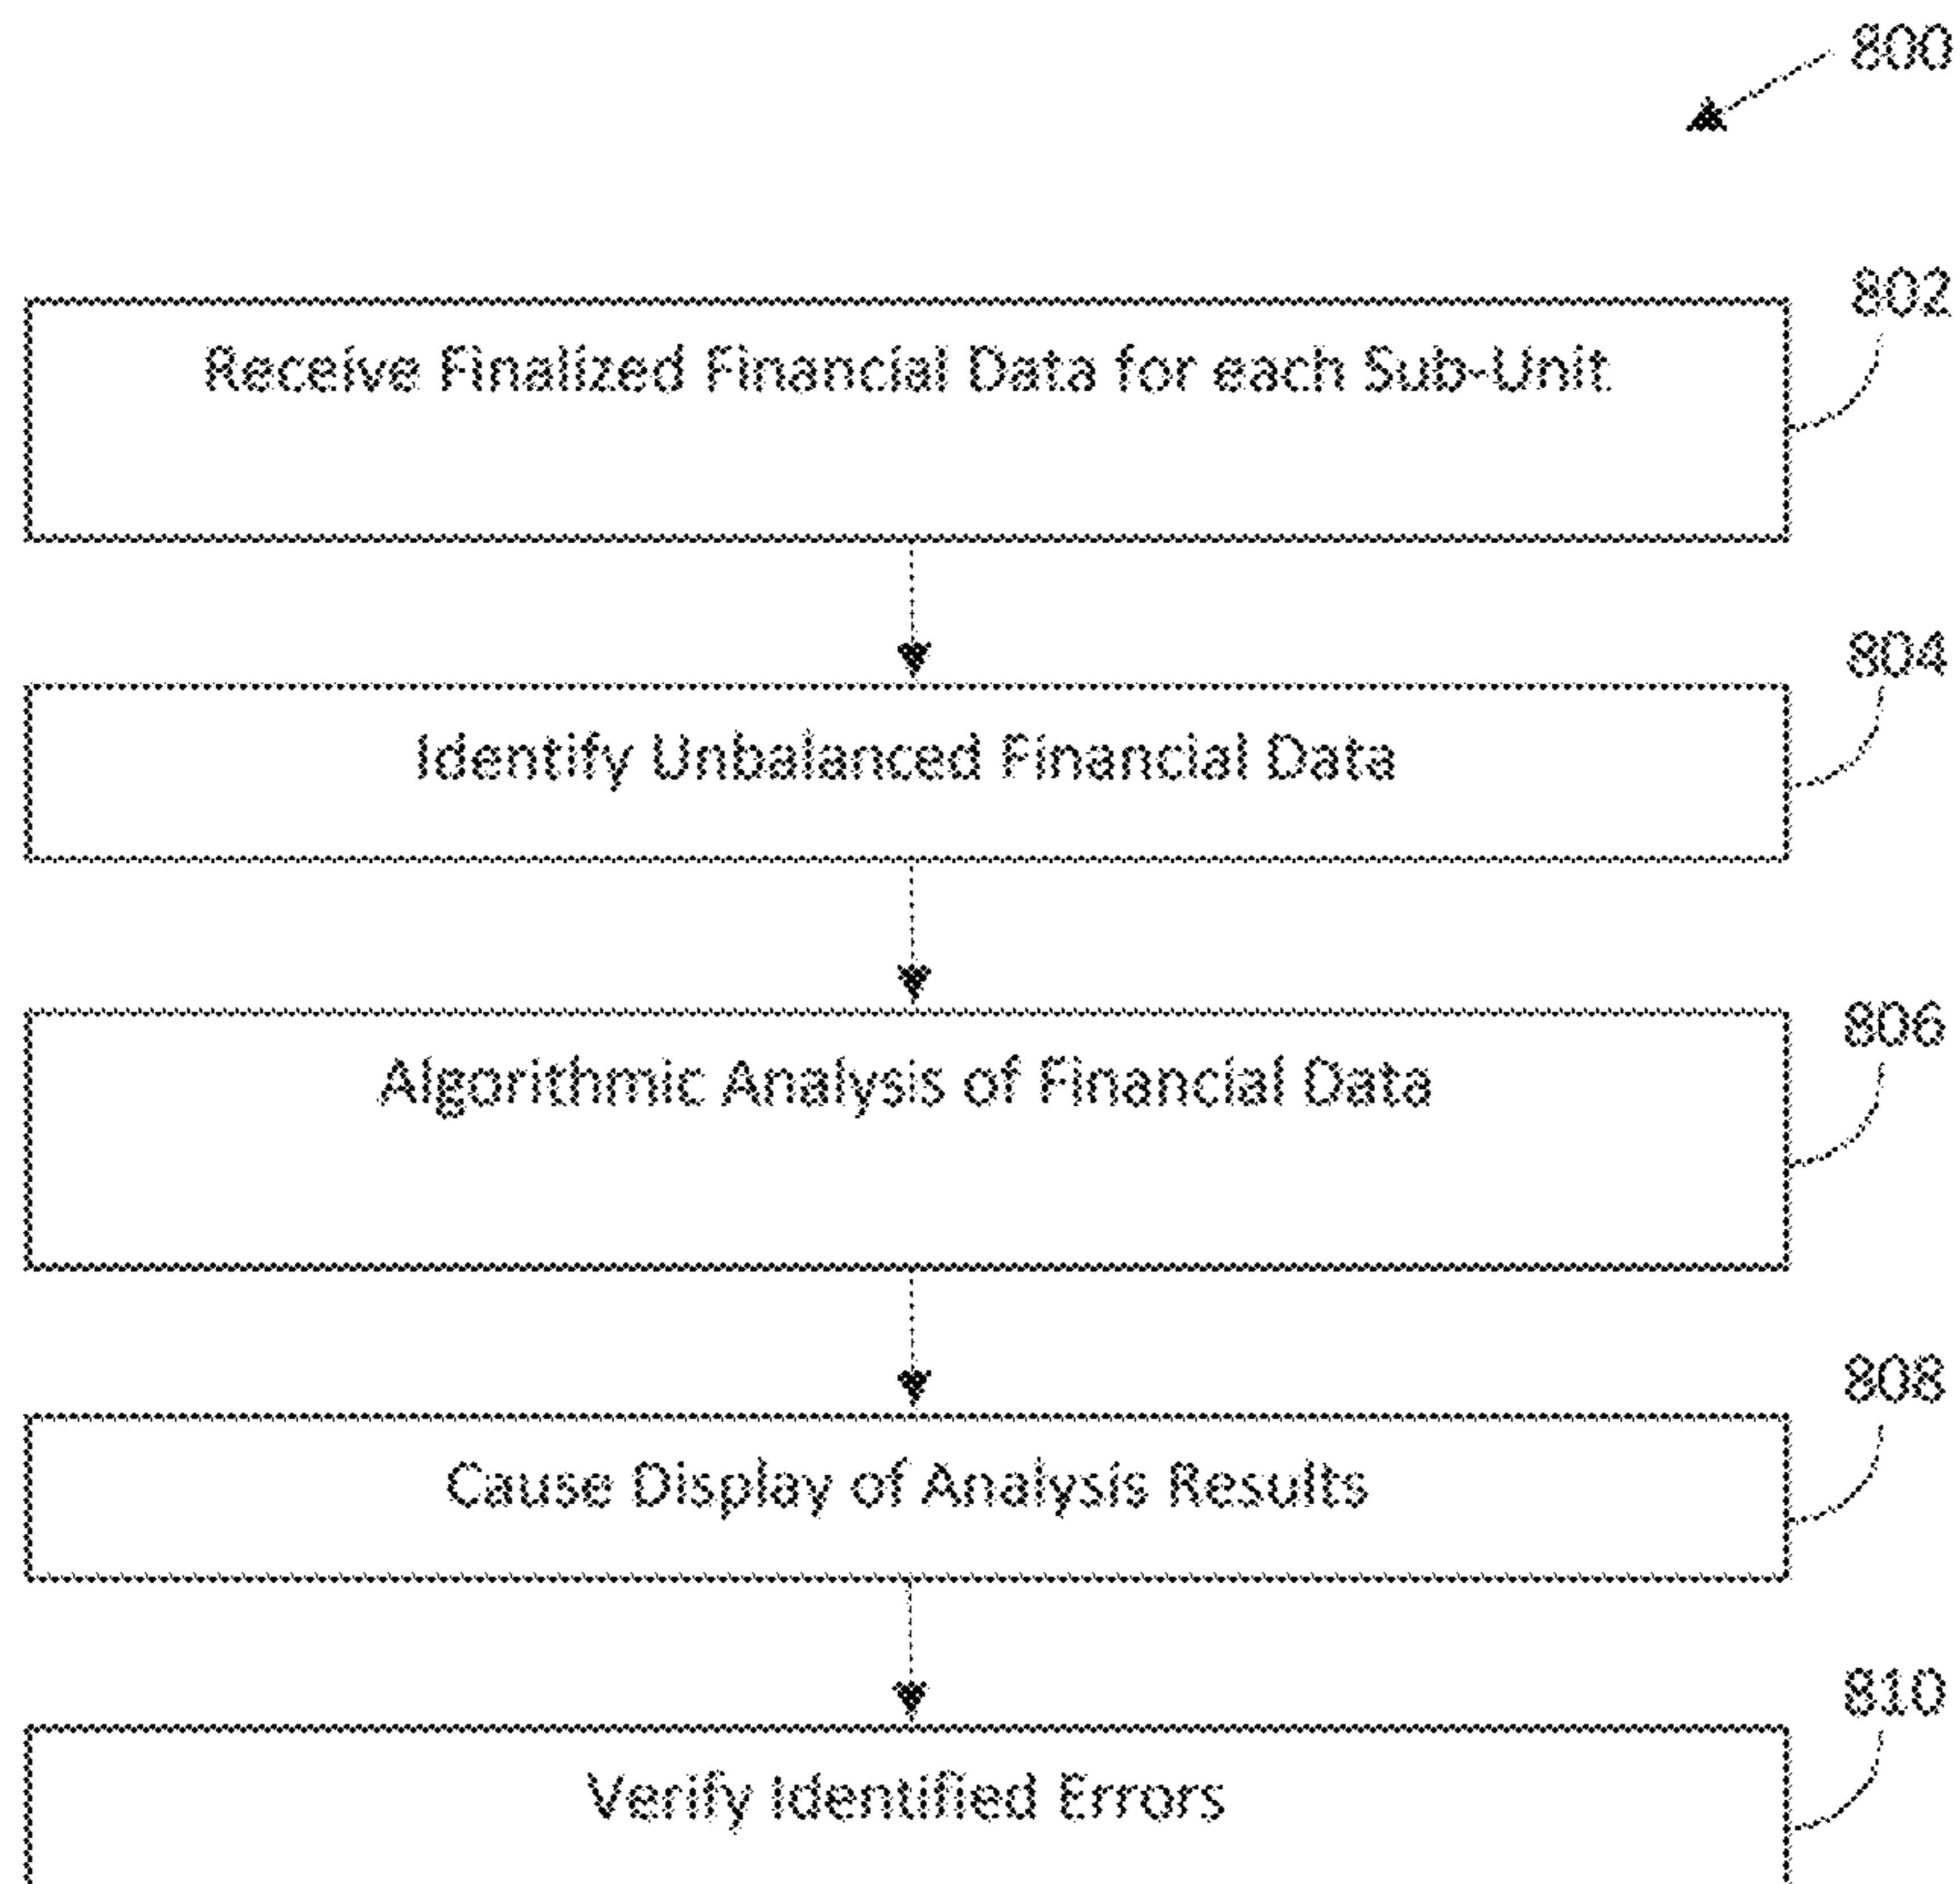 800
802
Receive Finalized Financial Data for each Sub-Unit
804
Identify Unbalanced Financial Data
806
Algorithmic Analysis of Financial Data
808
Cause Display of Analysis Results
810
Verify Identified Errors